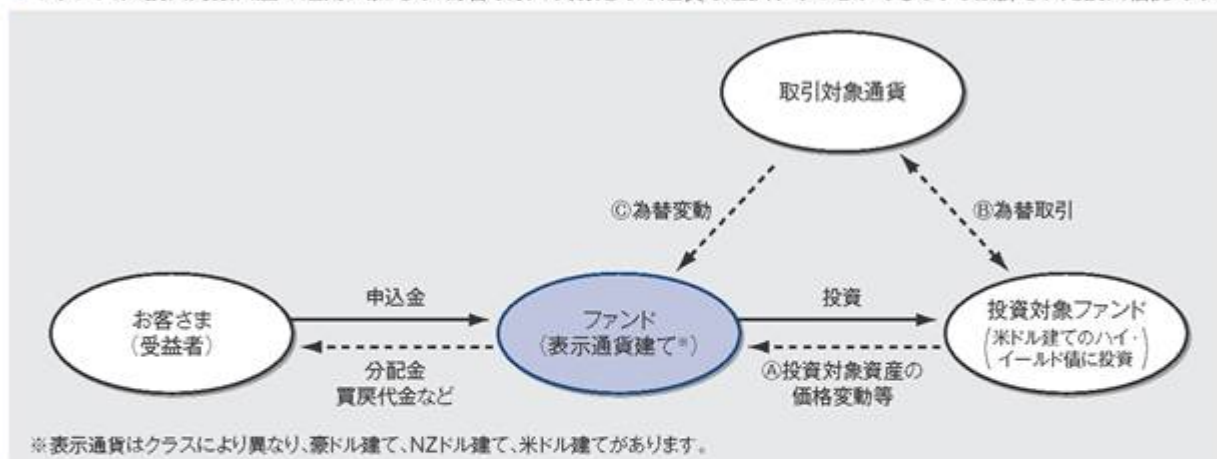 取引対象通貨
Ⓒ為替変動
Ⓑ為替取引
お客さま
(受益者)
申込金
分配金
買戻代金など
ファンド
(表示通貨建て※)
投資
Ⓐ投資対象資産の
価格変動等
投資対象ファンド
(米ドル建てのハイ・
イールド債に投資)
※表示通貨はクラスにより異なり、豪ドル建て、NZドル建て、米ドル建てがあります。